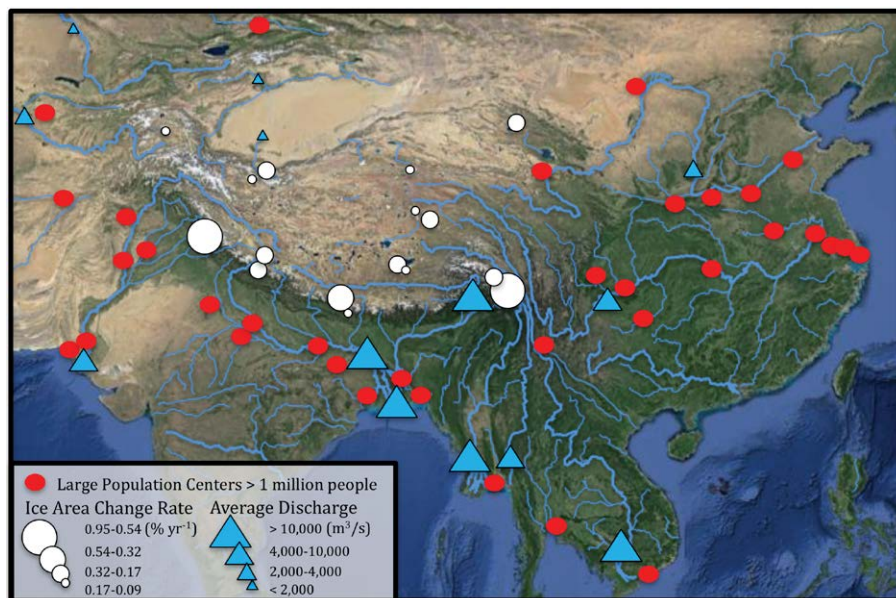 Large Population Centers > 1 million people
Ice Area Change Rate Average Discharge
0.95-0.54 (% yr⁻¹) > 10,000 (m³/s)
0.54-0.32 4,000-10,000
0.32-0.17 2,000-4,000
0.17-0.09 < 2,000